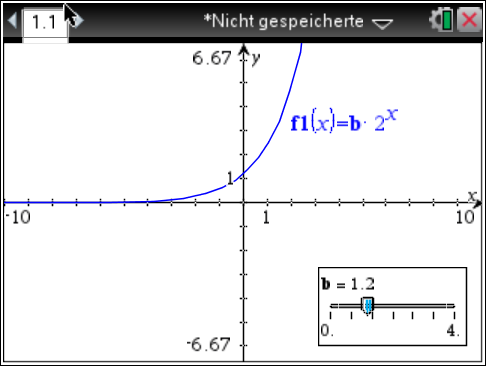 1.1
*Nicht gespeicherte
6.67
y
f1(x)=b·2^x
1
x
-10
1
10
b = 1.2
0.
4.
-6.67